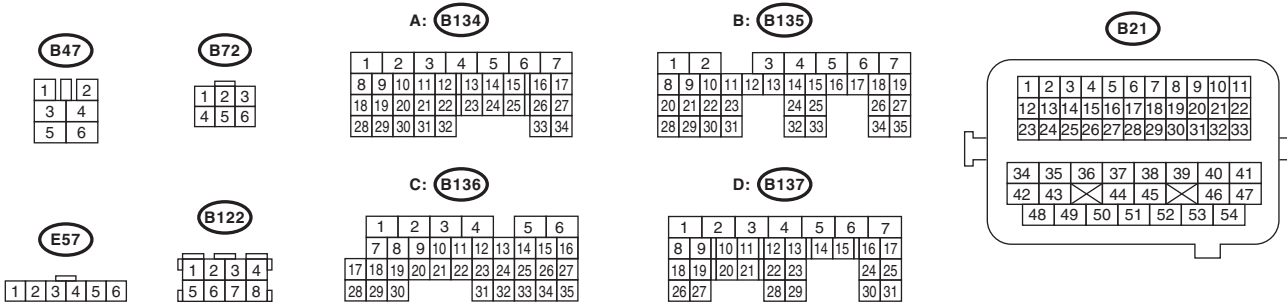 B47
1 2
3 4
5 6
B72
1 2 3
4 5 6
A: B134
1 2 3 4 5 6 7
8 9 10 11 12 13 14 15 16 17
18 19 20 21 22 23 24 25 26 27
28 29 30 31 32 33 34
B: B135
1 2 3 4 5 6 7
8 9 10 11 12 13 14 15 16 17 18 19
20 21 22 23 24 25 26 27
28 29 30 31 32 33 34 35
B21
1 2 3 4 5 6 7 8 9 10 11
12 13 14 15 16 17 18 19 20 21 22
23 24 25 26 27 28 29 30 31 32 33
34 35 36 37 38 39 40 41
42 43 44 45 46 47
48 49 50 51 52 53 54
E57
1 2 3 4 5 6
B122
1 2 3 4
5 6 7 8
C: B136
1 2 3 4 5 6
7 8 9 10 11 12 13 14 15 16
17 18 19 20 21 22 23 24 25 26 27
28 29 30 31 32 33 34 35
D: B137
1 2 3 4 5 6 7
8 9 10 11 12 13 14 15 16 17
18 19 20 21 22 23 24 25
26 27 28 29 30 31